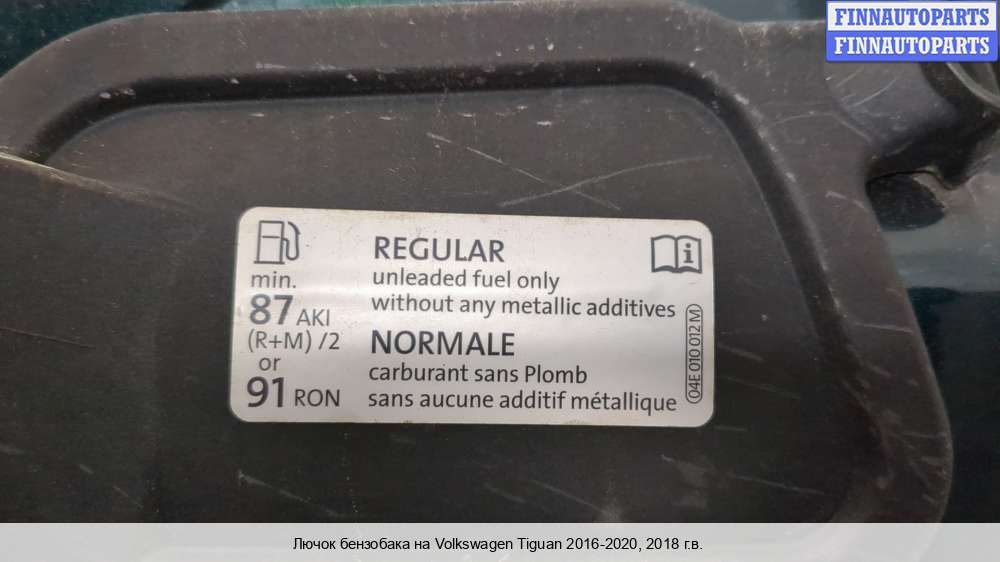 FINNAUTOPARTS
FINNAUTOPARTS
min.
87 AKI
(R+M) /2
or
91 RON
REGULAR
unleaded fuel only
without any metallic additives
NORMALE
carburant sans Plomb
sans aucune additif métallique
04E 010 012 M
Лючок бензобака на Volkswagen Tiguan 2016-2020, 2018 г.в.